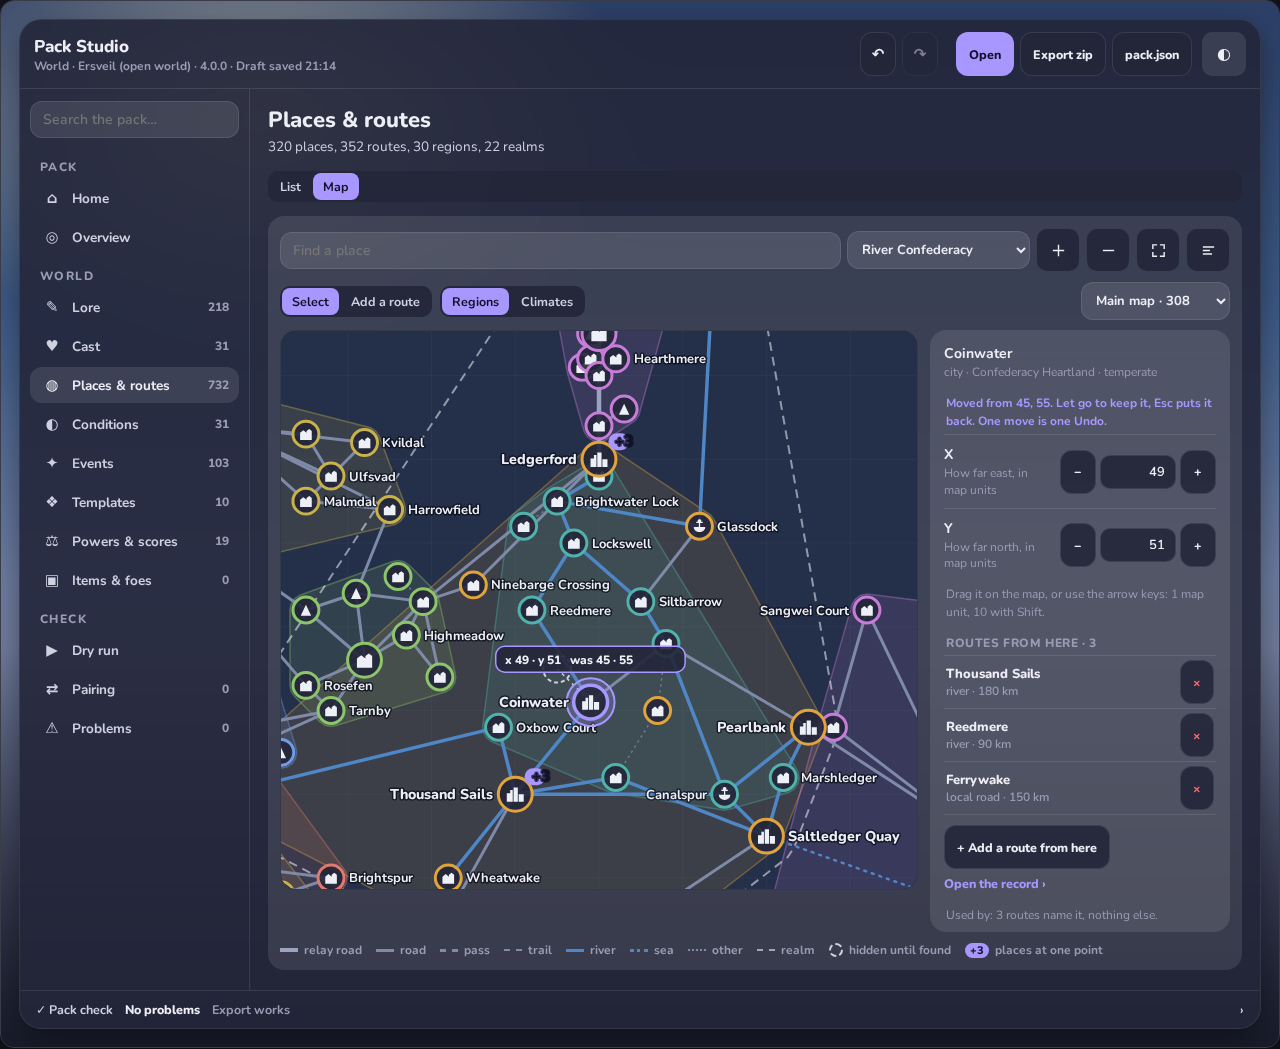 Pack Studio
World · Ersveil (open world) · 4.0.0 · Draft saved 21:14
Open
Export zip
pack.json
Search the pack...
PACK
Home
Overview
WORLD
Lore 218
Cast 31
Places & routes 732
Conditions 31
Events 103
Templates 10
Powers & scores 19
Items & foes 0
CHECK
Dry run
Pairing 0
Problems 0
Places & routes
320 places, 352 routes, 30 regions, 22 realms
List Map
Find a place
River Confederacy
Select Add a route Regions Climates
Main map · 308
Hearthmere
Kvildal
Ledgerford
+3
Ulfsvad
Malmdal
Harrowfield
Brightwater Lock
Glassdock
Lockswell
Ninebarge Crossing
Reedmere
Siltbarrow
Sangwei Court
Highmeadow
x 49 · y 51 was 45 · 55
Rosefen
Coinwater
Tarnby
Oxbow Court
Pearlbank
+3
Marshledger
Thousand Sails
Canalspur
Saltledger Quay
Brightspur
Wheatwake
Coinwater
city · Confederacy Heartland · temperate
Moved from 45, 55. Let go to keep it, Esc puts it
back. One move is one Undo.
X
How far east, in
map units
− 49 +
Y
How far north, in
map units
− 51 +
Drag it on the map, or use the arrow keys: 1 map
unit, 10 with Shift.
ROUTES FROM HERE · 3
Thousand Sails
river · 180 km
×
Reedmere
river · 90 km
×
Ferrywake
local road · 150 km
×
+ Add a route from here
Open the record ›
Used by: 3 routes name it, nothing else.
relay road road pass trail river sea other realm hidden until found +3 places at one point
✓ Pack check No problems Export works ›